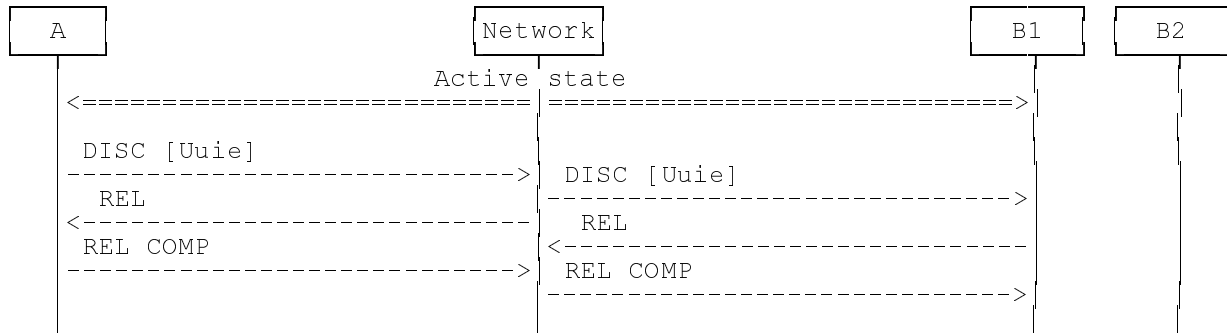 A Network B1 B2
Active state
DISC [Uuie]
DISC [Uuie]
REL
REL
REL COMP
REL COMP